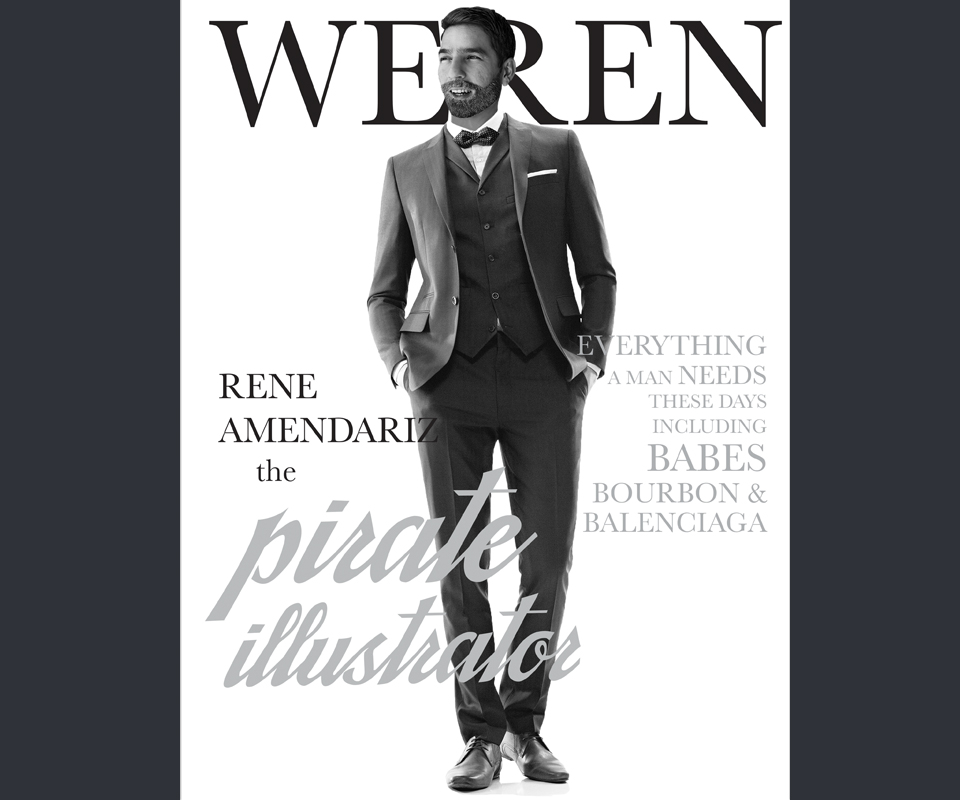 WEREN
RENE
AMENDARIZ
the
pirate
illustrator
EVERYTHING
A MAN NEEDS
THESE DAYS
INCLUDING
BABES
BOURBON &
BALENCIAGA